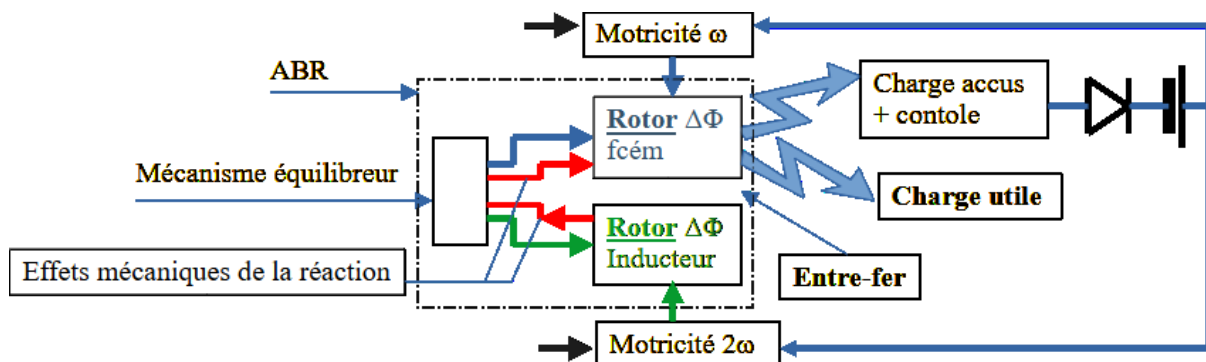 Motricité ω
ABR
Charge accus
+ contole
Rotor ΔΦ
fcém
Mécanisme équilibreur
Charge utile
Rotor ΔΦ
Inducteur
Effets mécaniques de la réaction
Entre-fer
Motricité 2ω